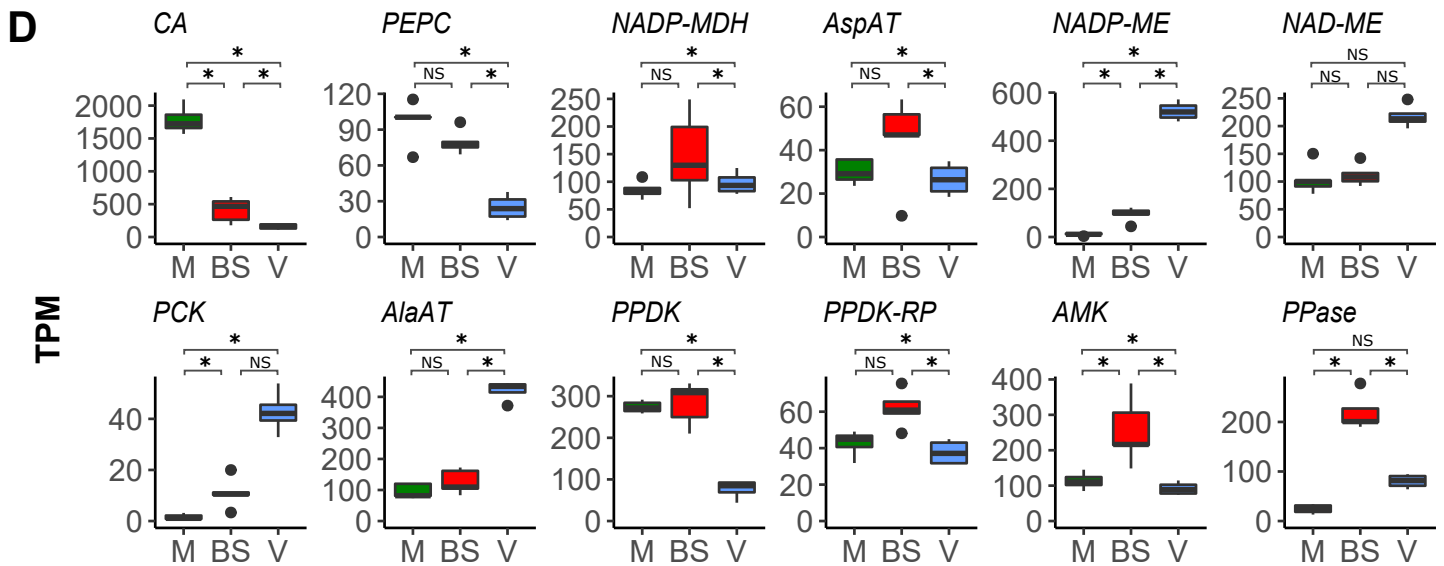 D
CA PEPC NADP-MDH AspAT NADP-ME NAD-ME
* * * * * NS
* * NS * NS * NS * * * NS NS
2000 1500 1000 500 0 M BS V
120 90 60 30 0 M BS V
250 200 150 100 50 0 M BS V
60 40 20 0 M BS V
600 400 200 0 M BS V
250 200 150 100 50 0 M BS V
TPM
PCK AlaAT PPDK PPDK-RP AMK PPase
* * * * * NS
* NS NS * NS * NS * * * * *
40 20 0 M BS V
400 300 200 100 0 M BS V
300 200 100 0 M BS V
60 40 20 0 M BS V
400 300 200 100 0 M BS V
200 100 0 M BS V